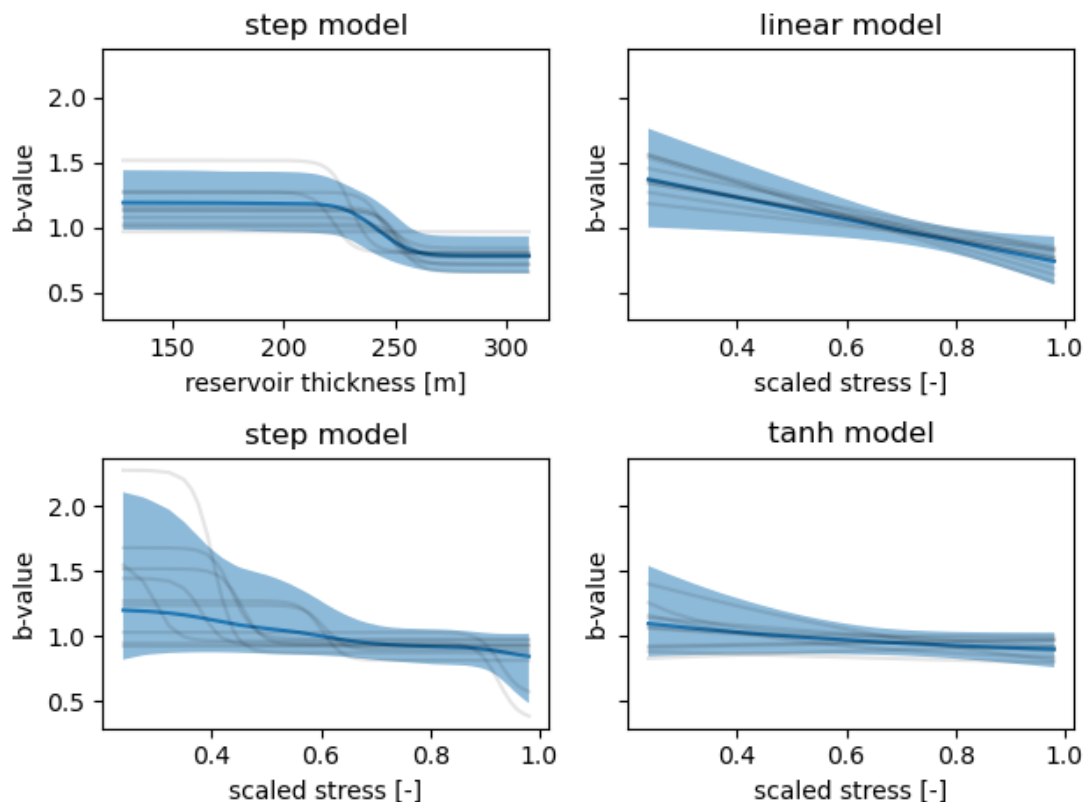 step model
linear model
b-value
2.0
1.5
1.0
0.5
150 200 250 300
reservoir thickness [m]
b-value
0.4 0.6 0.8 1.0
scaled stress [-]
step model
tanh model
b-value
2.0
1.5
1.0
0.5
0.4 0.6 0.8 1.0
scaled stress [-]
b-value
0.4 0.6 0.8 1.0
scaled stress [-]